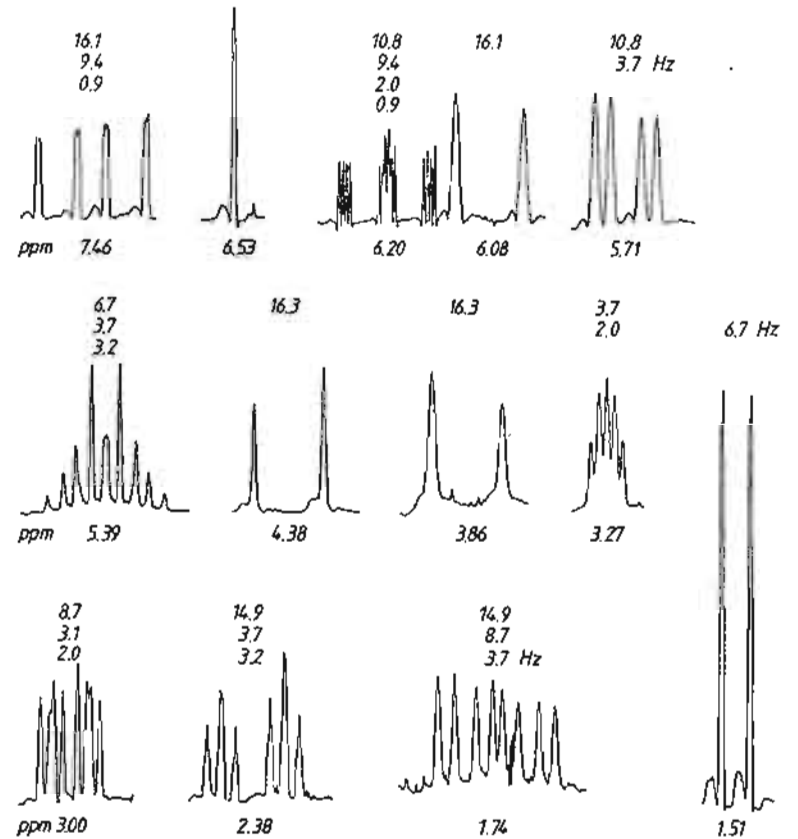 16.1 10.8 16.1 10.8
9.4 9.4 3.7 Hz
0.9 2.0
0.9
ppm 7.46 6.53 6.20 6.08 5.71
6.7 16.3 16.3 3.7
3.7 2.0 6.7 Hz
3.2
ppm 5.39 4.38 3.86 3.27
8.7 14.9 14.9
3.1 3.7 8.7
2.0 3.2 3.7 Hz
ppm 3.00 2.38 1.74 1.51